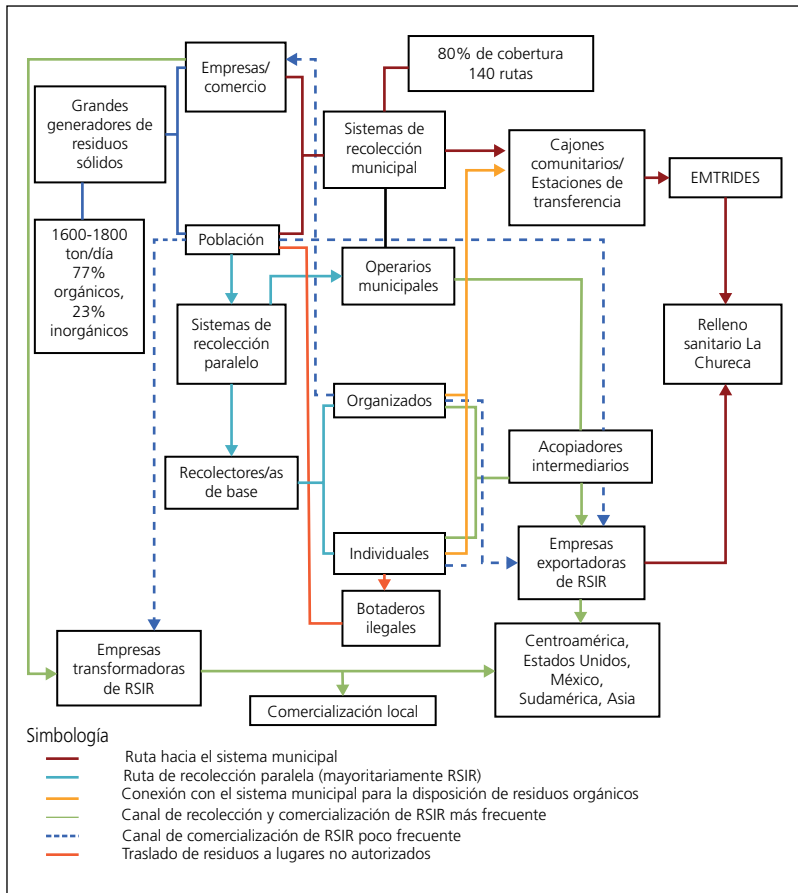 Empresas/
comercio
80% de cobertura
140 rutas
Grandes
generadores de
residuos
sólidos
Sistemas de
recolección
municipal
Cajones
comunitarios/
Estaciones de
transferencia
EMTRIDES
1600-1800
ton/día
77%
orgánicos,
23%
inorgánicos
Población
Operarios
municipales
Sistemas de
recolección
paralelo
Relleno
sanitario La
Chureca
Organizados
Recolectores/as
de base
Acopiadores
intermediarios
Individuales
Empresas
exportadoras
de RSIR
Botaderos
ilegales
Empresas
transformadoras
de RSIR
Centroamérica,
Estados Unidos,
México,
Sudamérica, Asia
Comercialización local
Simbología
Ruta hacia el sistema municipal
Ruta de recolección paralela (mayoritariamente RSIR)
Conexión con el sistema municipal para la disposición de residuos orgánicos
Canal de recolección y comercialización de RSIR más frecuente
Canal de comercialización de RSIR poco frecuente
Traslado de residuos a lugares no autorizados